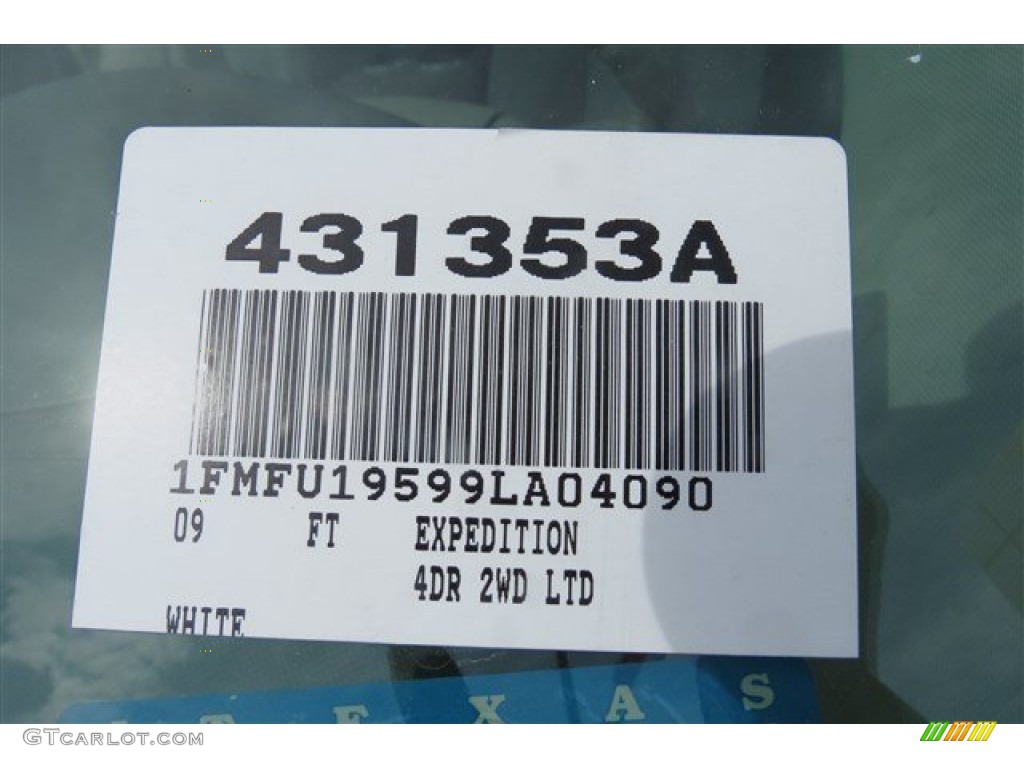 431353A
1FMFU19599LA04090
09 FT EXPEDITION
4DR 2WD LTD
WHITE
TEXAS
GTCARLOT.COM